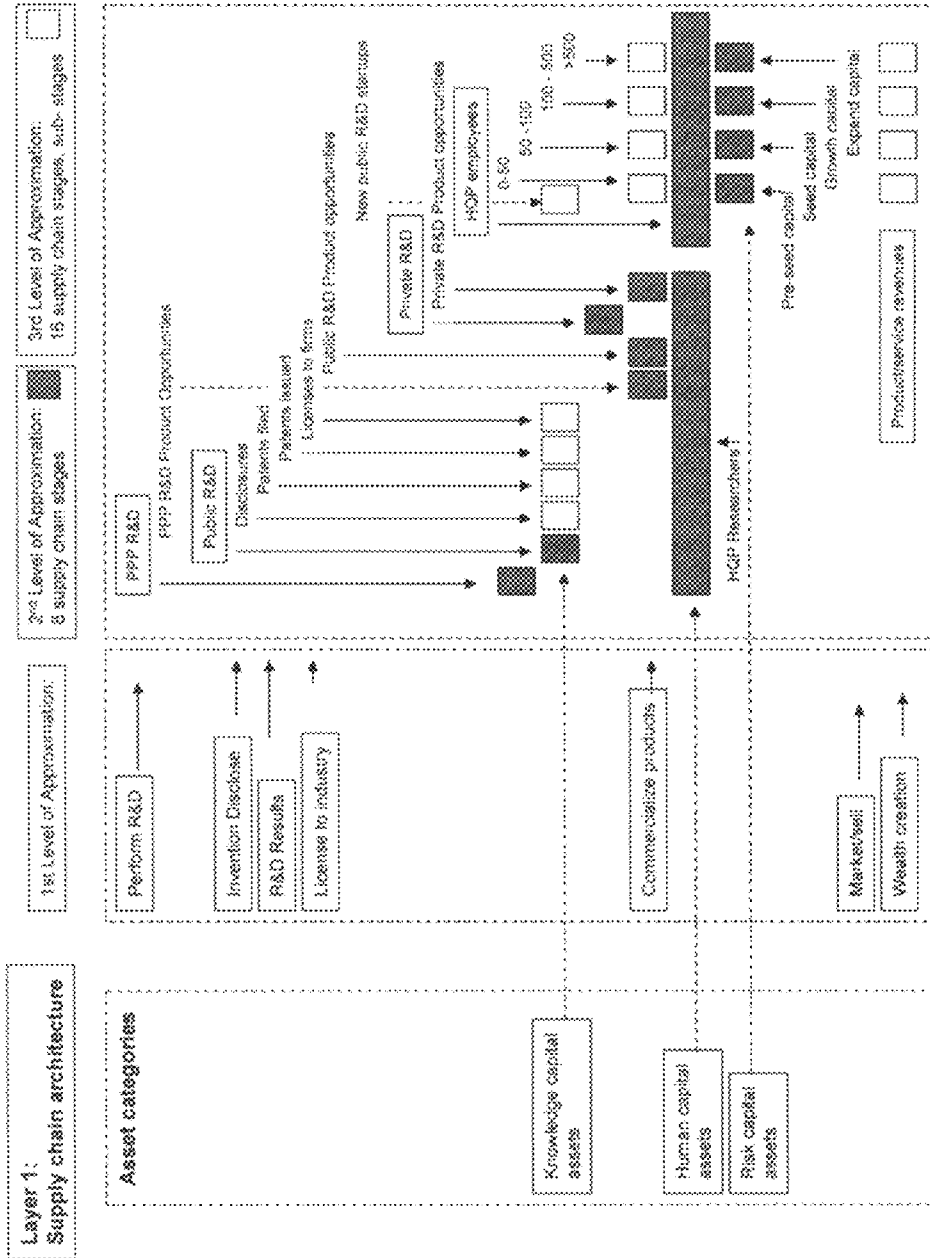 Layer 1:
Supply chain architecture
1st Level of Approximation:
2nd Level of Approximation:
8 supply chain stages
3rd Level of Approximation:
16 supply chain stages, sub- stages
Asset categories
Knowledge capital
assets
Human capital
assets
Risk capital
assets
Perform R&D
Invention Disclose
R&D Results
License to industry
Commercialize products
Market/sell
Wealth creation
PPP R&D
PPP R&D Product Opportunities
Public R&D
Disclosures
Patents filed
Patents issued
Licenses to firms
Public R&D Product opportunities
New public R&D startups
Private R&D
Private R&D Product opportunities
HQP employees
0-50
50 -100
100 - 500
>500
HQP Researchers
Pre-seed capital
Seed capital
Growth capital
Expand capital
Product/service revenues